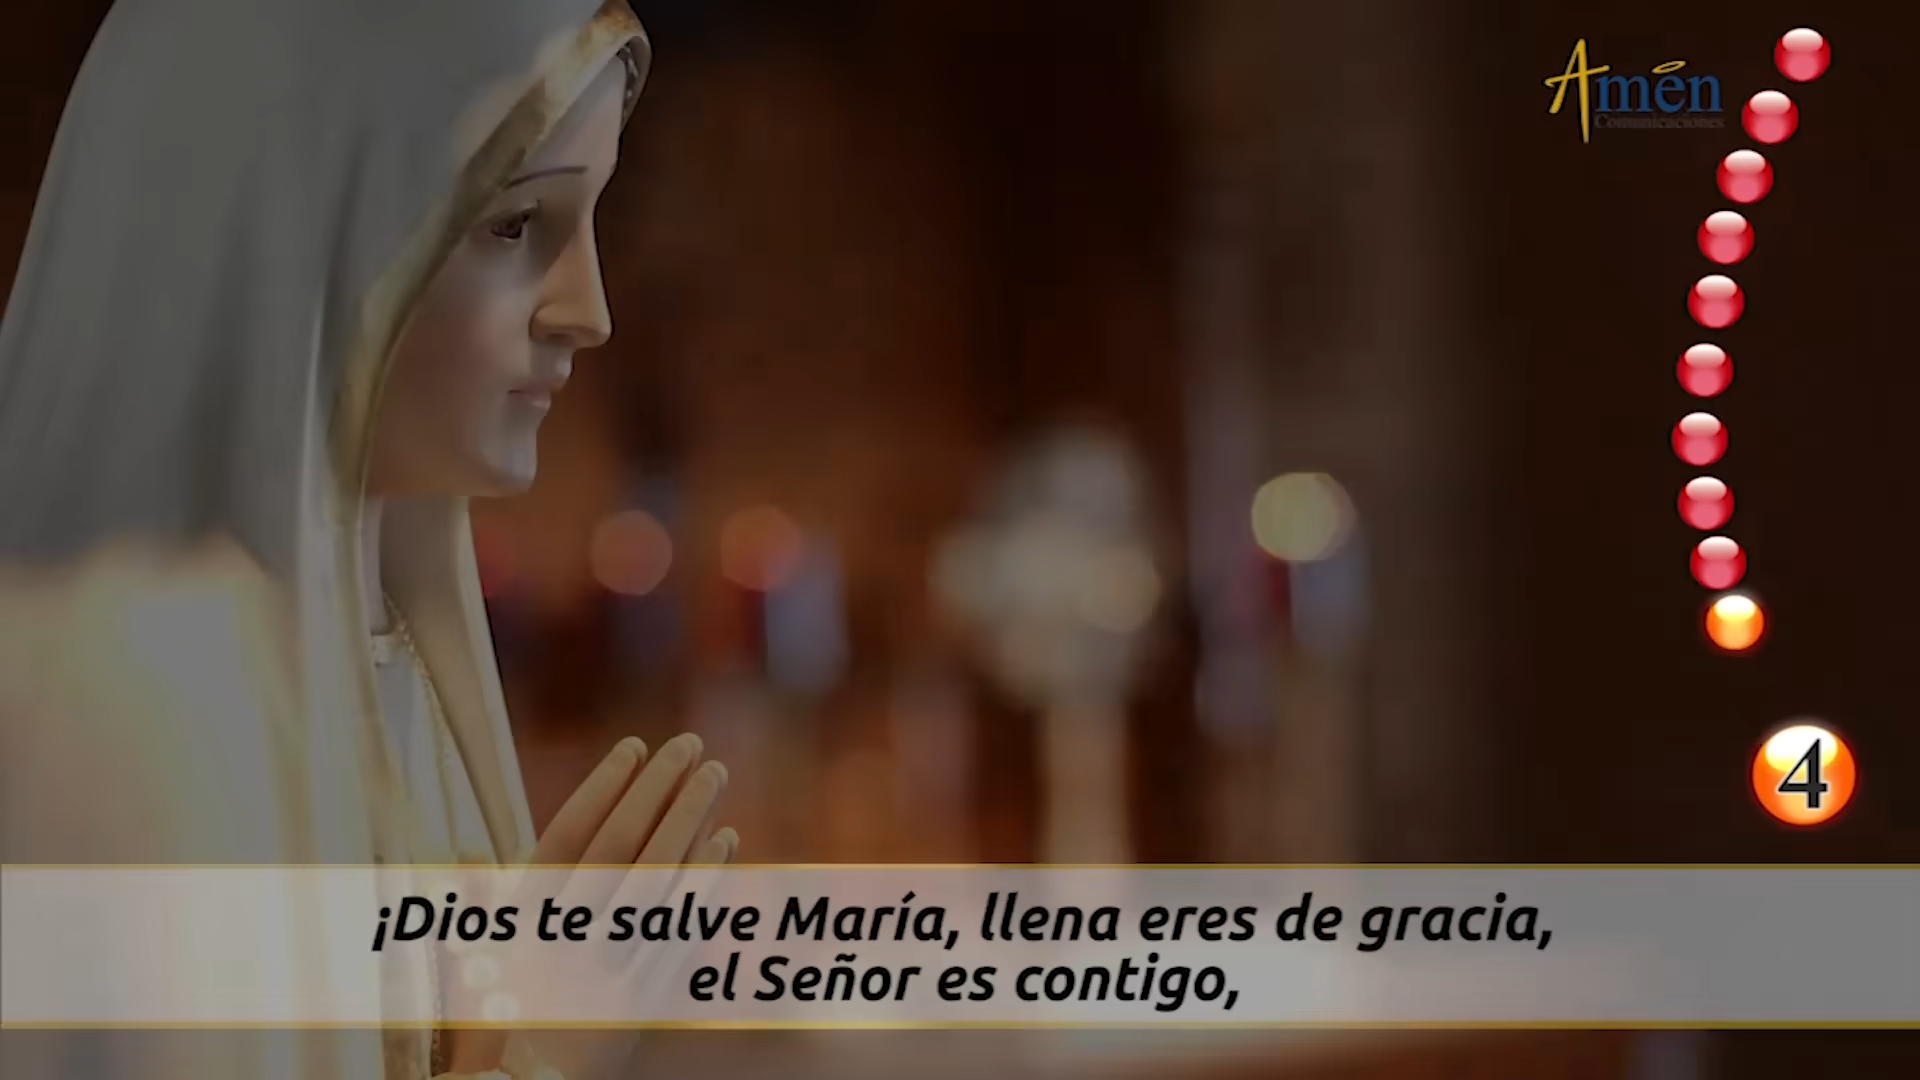 Amén
Comunicaciones
4
¡Dios te salve María, llena eres de gracia,
el Señor es contigo,